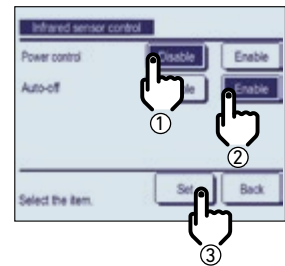 Infrared sensor control
Power control Disable Enable
Auto-off Enable
① ②
Select the item. Set Back
③